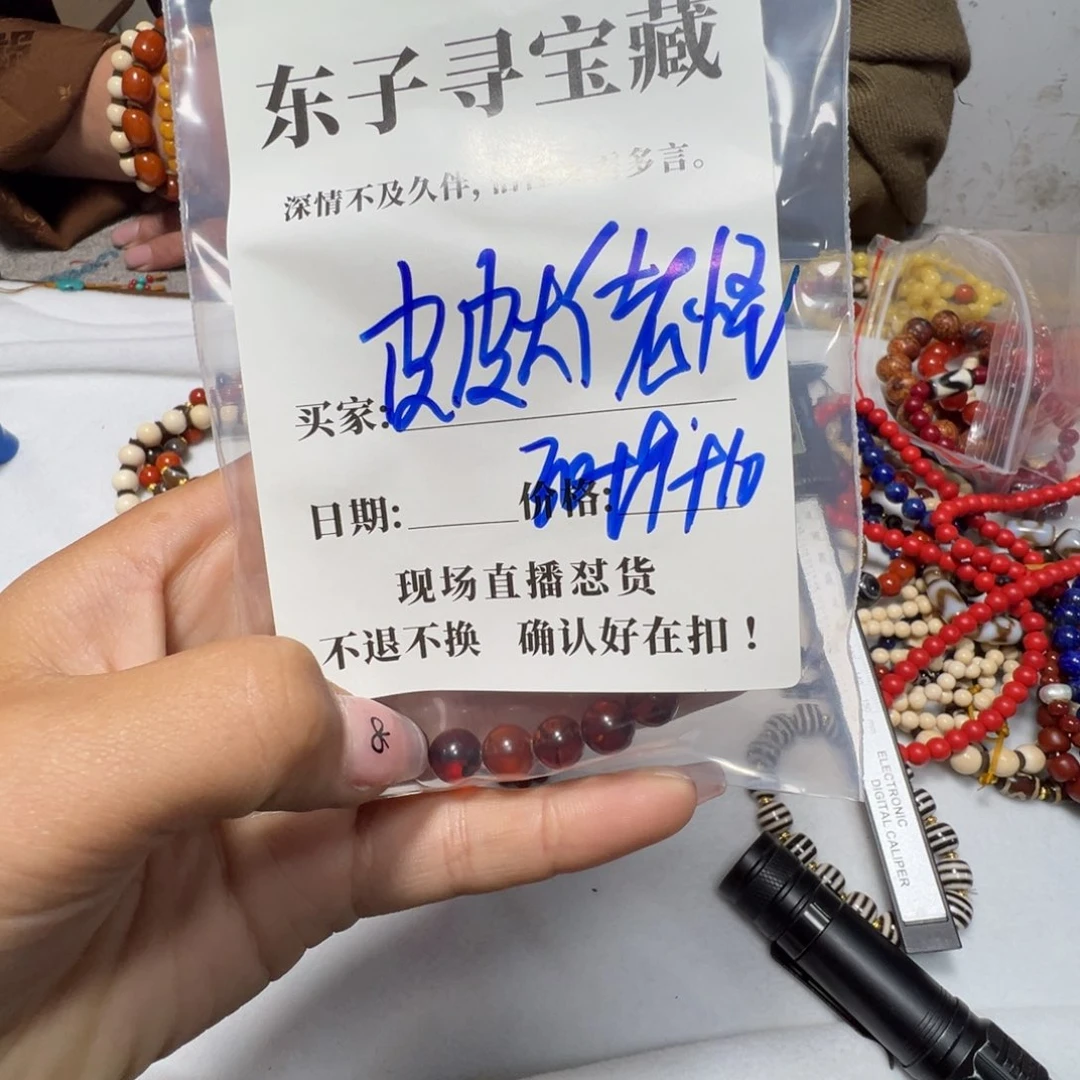 东子寻宝藏
深情不及久伴，多言。
买家：皮皮大佬怪
日期：价格：
现场直播怼货
不退不换 确认好在扣！
ELECTRONIC
DIGITAL CALIPER